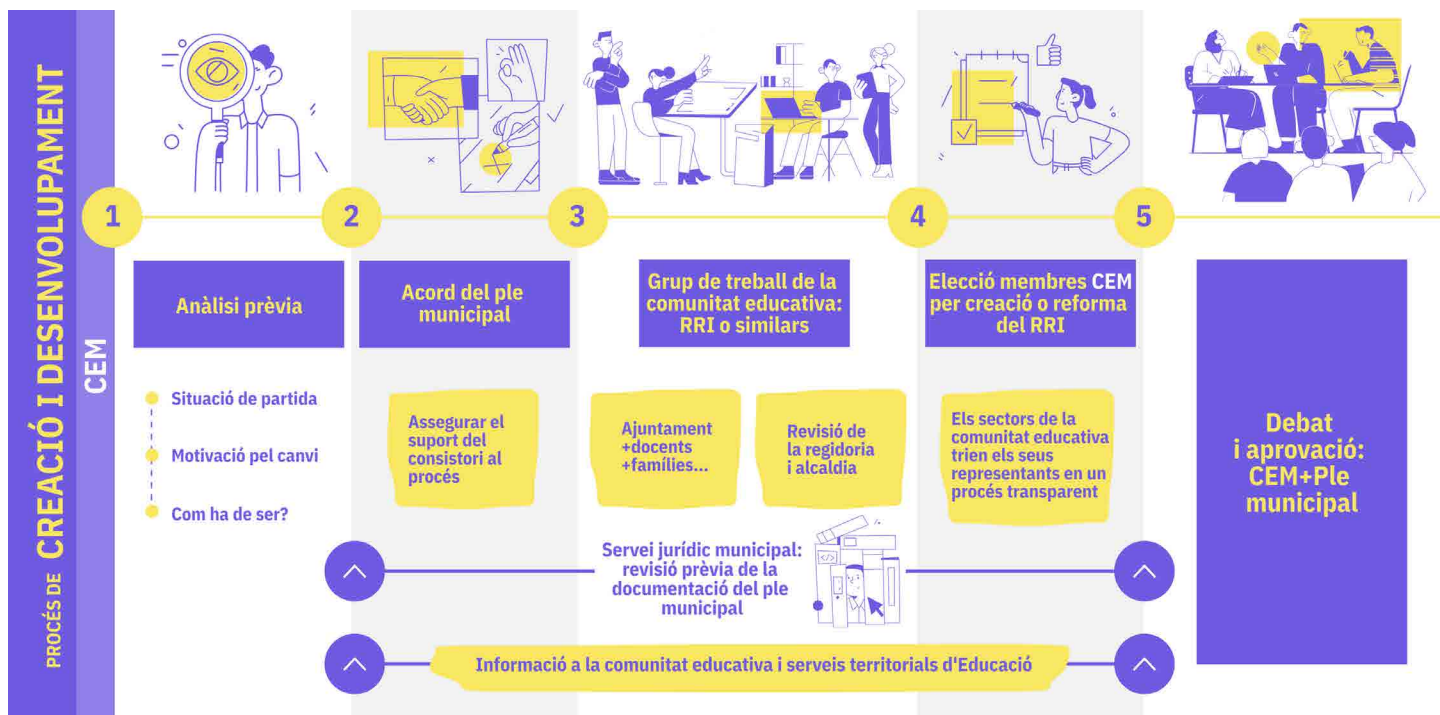 PROCÉS DE CREACIÓ I DESENVOLUPAMENT
CEM
1
2
3
4
5
Anàlisi prèvia
Situació de partida
Motivació pel canvi
Com ha de ser?
Acord del ple
municipal
Assegurar el
suport del
consistori al
procés
Grup de treball de la
comunitat educativa:
RRI o similars
Ajuntament
+docents
+famílies...
Revisió de
la regidoria
i alcaldia
Elecció membres CEM
per creació o reforma
del RRI
Els sectors de la
comunitat educativa
trien els seus
representants en un
procés transparent
Debat
i aprovació:
CEM+Ple
municipal
Servei jurídic municipal:
revisió prèvia de la
documentació del ple
municipal
</>
Informació a la comunitat educativa i serveis territorials d'Educació